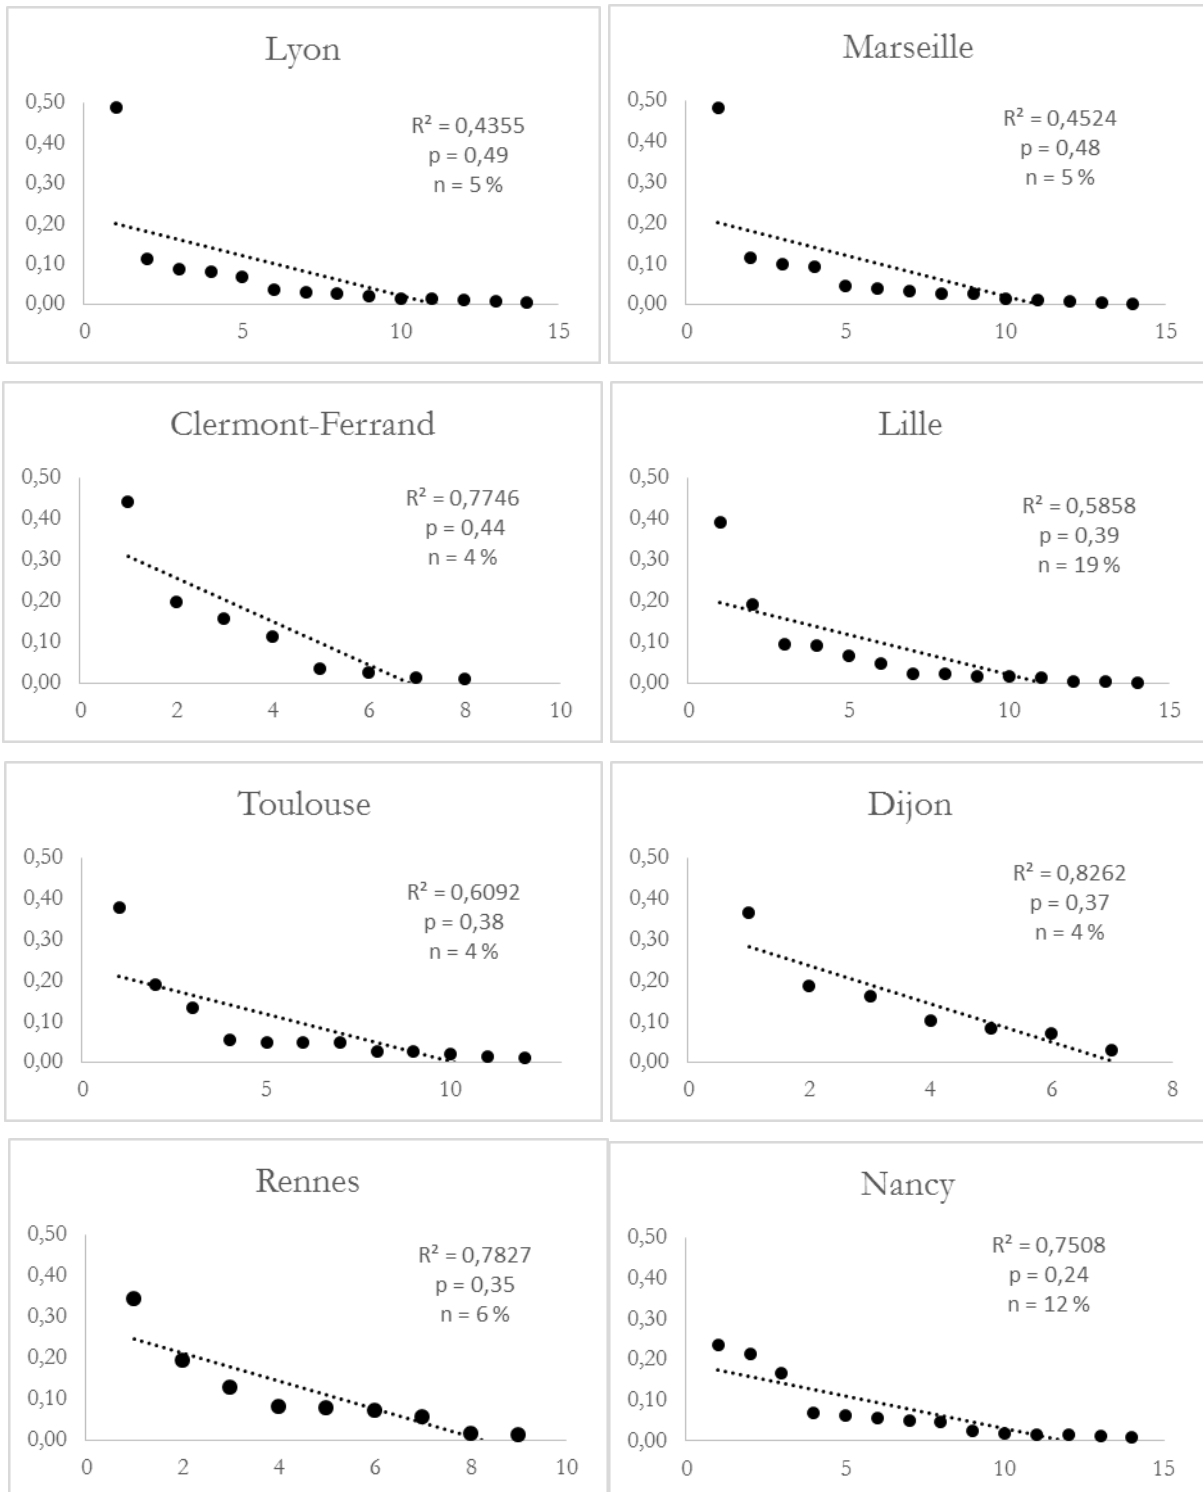 Lyon
0,50
0,40
0,30
0,20
0,10
0,00
R² = 0,4355
p = 0,49
n = 5 %
0 5 10 15
Marseille
0,50
0,40
0,30
0,20
0,10
0,00
R² = 0,4524
p = 0,48
n = 5 %
0 5 10 15
Clermont-Ferrand
0,50
0,40
0,30
0,20
0,10
0,00
R² = 0,7746
p = 0,44
n = 4 %
0 2 4 6 8 10
Lille
0,50
0,40
0,30
0,20
0,10
0,00
R² = 0,5858
p = 0,39
n = 19 %
0 5 10 15
Toulouse
0,50
0,40
0,30
0,20
0,10
0,00
R² = 0,6092
p = 0,38
n = 4 %
0 5 10
Dijon
0,50
0,40
0,30
0,20
0,10
0,00
R² = 0,8262
p = 0,37
n = 4 %
0 2 4 6 8
Rennes
0,50
0,40
0,30
0,20
0,10
0,00
R² = 0,7827
p = 0,35
n = 6 %
0 2 4 6 8 10
Nancy
0,50
0,40
0,30
0,20
0,10
0,00
R² = 0,7508
p = 0,24
n = 12 %
0 5 10 15